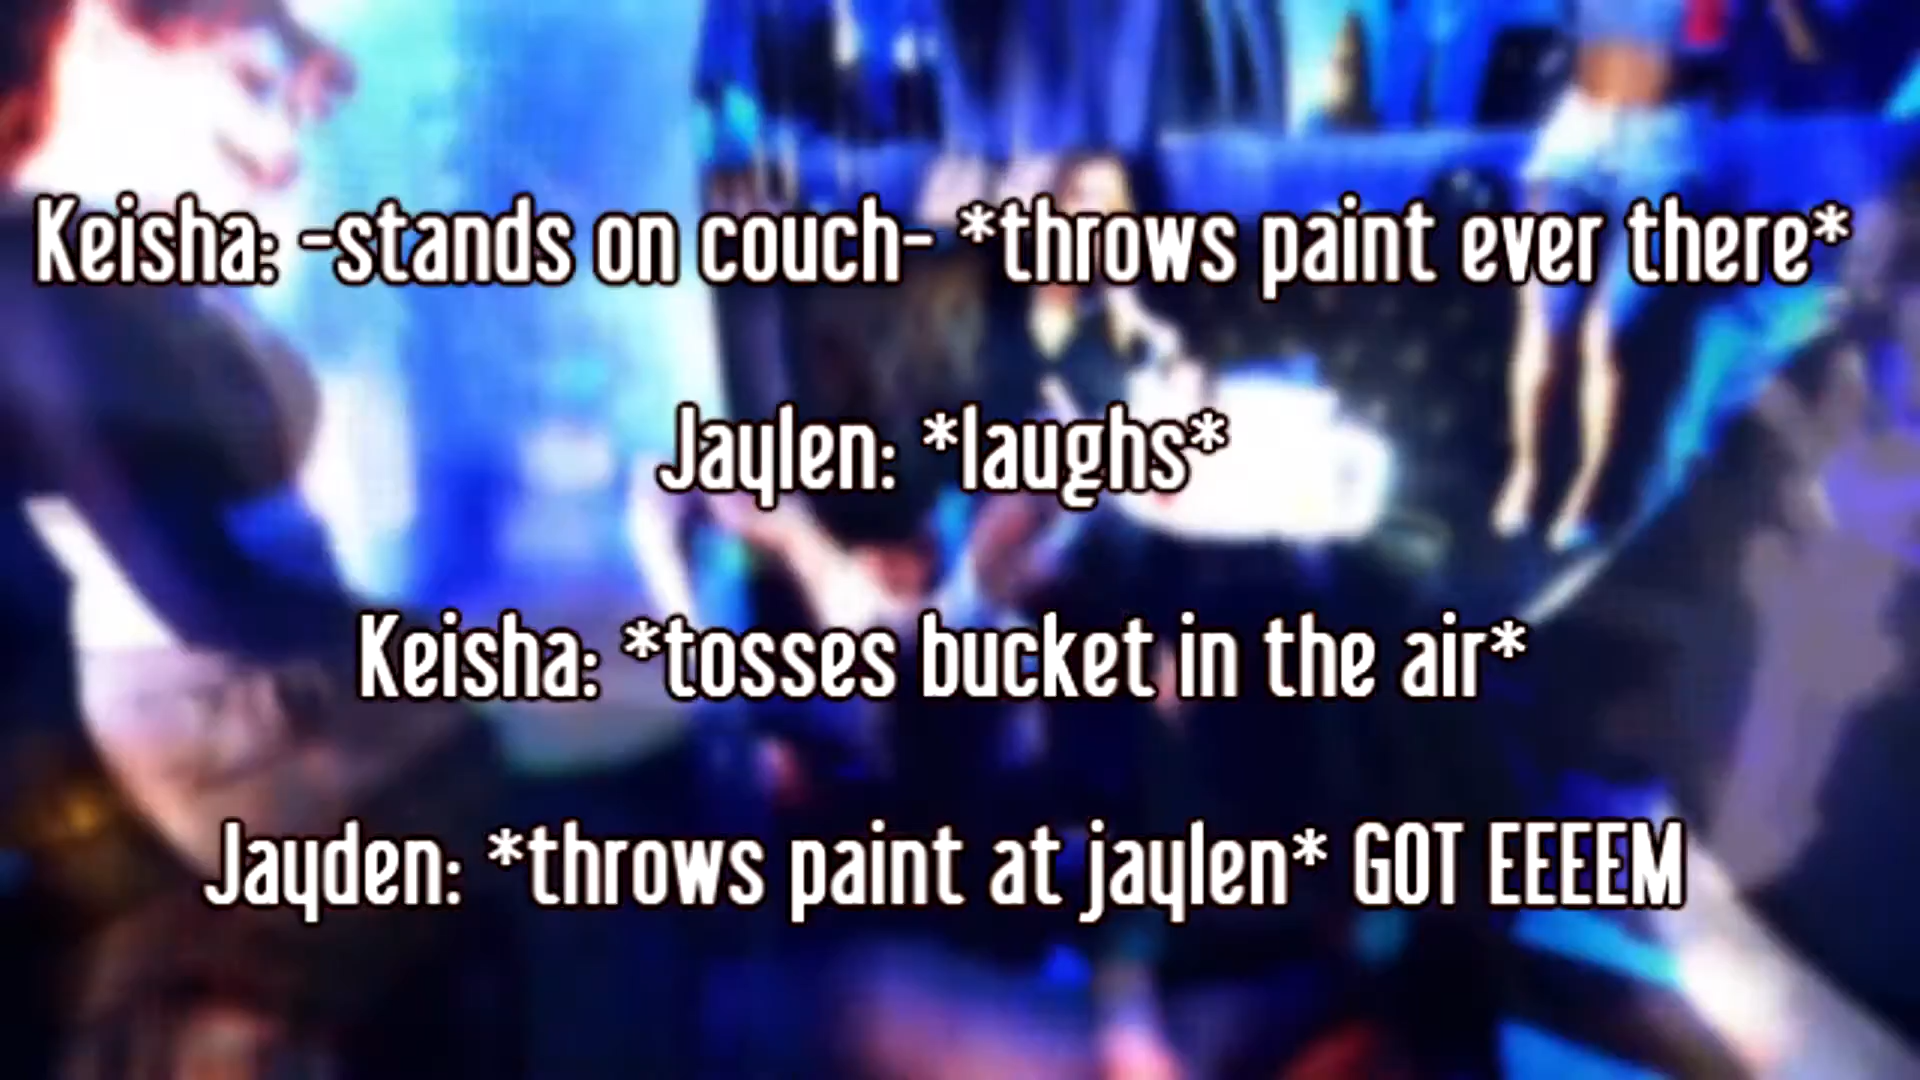 Keisha: -stands on couch- *throws paint ever there*
Jaylen: *laughs*
Keisha: *tosses bucket in the air*
Jayden: *throws paint at jaylen* GOT EEEEM